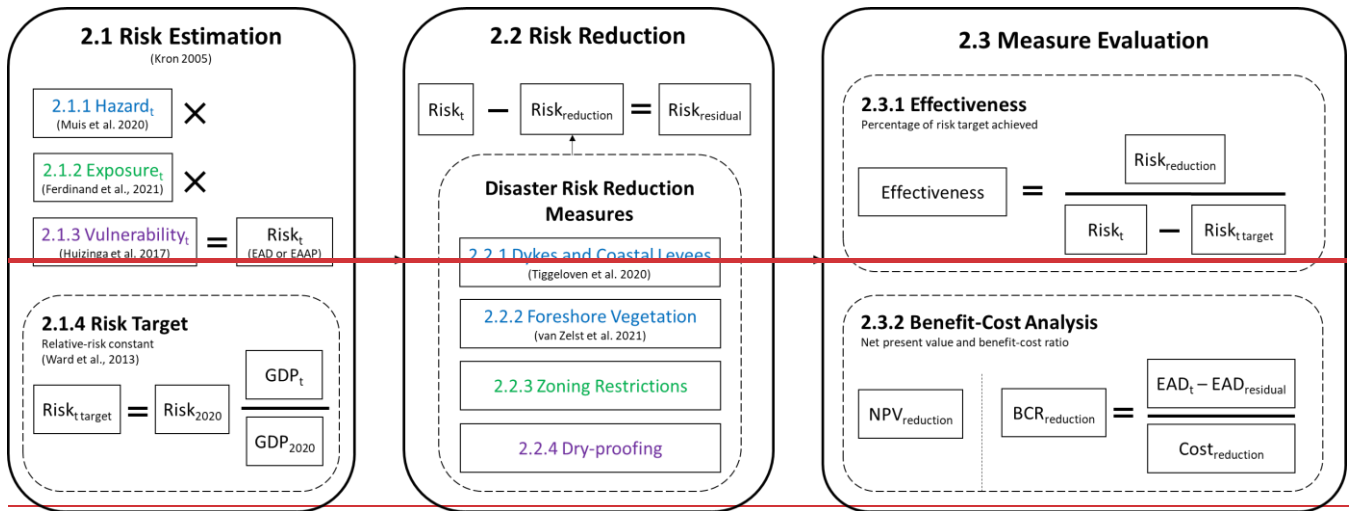 2.1 Risk Estimation
(Kron 2005)
2.1.1 Hazardt
(Muis et al. 2020)
×
2.1.2 Exposuret
(Ferdinand et al., 2021)
×
2.1.3 Vulnerabilityt
(Huizinga et al. 2017)
=
Riskt
(EAD or EAAP)
2.1.4 Risk Target
Relative-risk constant
(Ward et al., 2013)
Riskt target = Risk2020
GDPt
GDP2020
2.2 Risk Reduction
Riskt − Riskreduction = Riskresidual
Disaster Risk Reduction
Measures
2.2.1 Dykes and Coastal Levees
(Tiggeloven et al. 2020)
2.2.2 Foreshore Vegetation
(van Zelst et al. 2021)
2.2.3 Zoning Restrictions
2.2.4 Dry-proofing
2.3 Measure Evaluation
2.3.1 Effectiveness
Percentage of risk target achieved
Effectiveness =
Riskreduction
Riskt − Riskt target
2.3.2 Benefit-Cost Analysis
Net present value and benefit-cost ratio
NPVreduction
BCRreduction =
EADt – EADresidual
Costreduction